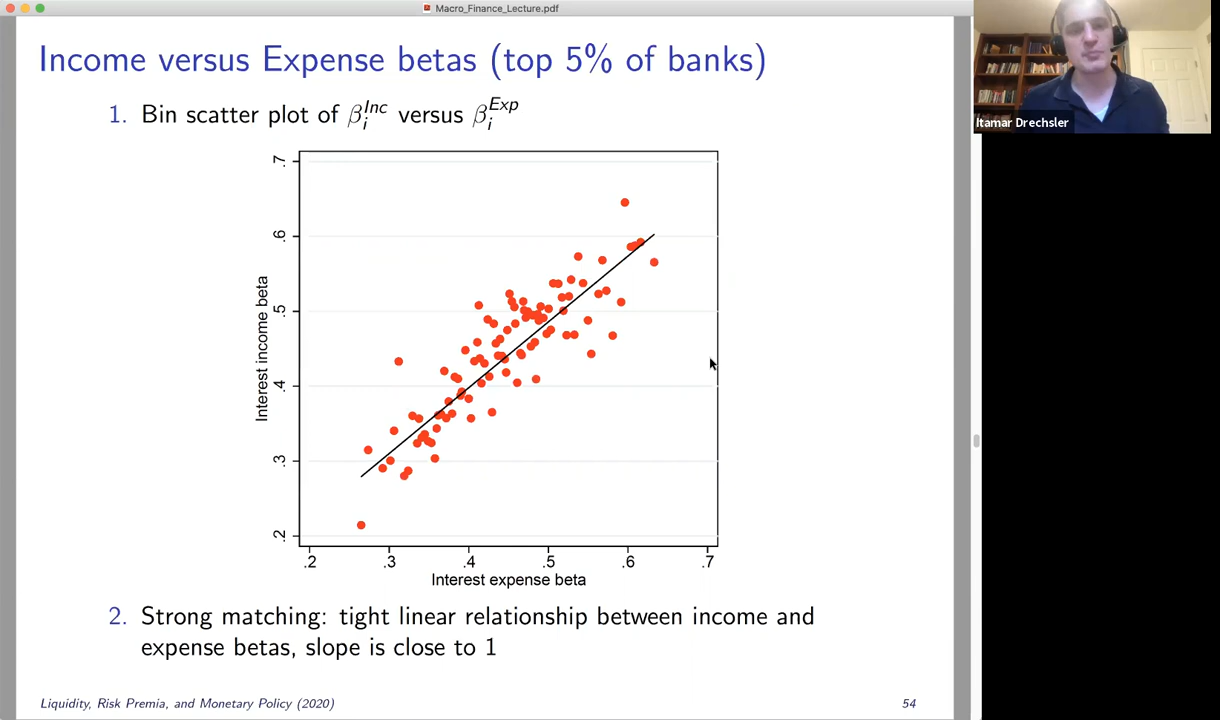 Macro_Finance_Lecture.pdf
Income versus Expense betas (top 5% of banks)
1. Bin scatter plot of β_i^Inc versus β_i^Exp
.7
.6
.5
.4
.3
.2
Interest income beta
.2 .3 .4 .5 .6 .7
Interest expense beta
2. Strong matching: tight linear relationship between income and
expense betas, slope is close to 1
Liquidity, Risk Premia, and Monetary Policy (2020) 54
Itamar Drechsler